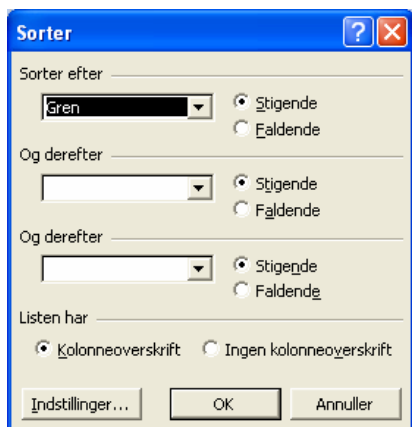 Sorter
Sorter efter
Gren
Stigende
Faldende
Og derefter
Stigende
Faldende
Og derefter
Stigende
Faldende
Listen har
Kolonneoverskrift Ingen kolonneoverskrift
Indstillinger... OK Annuller